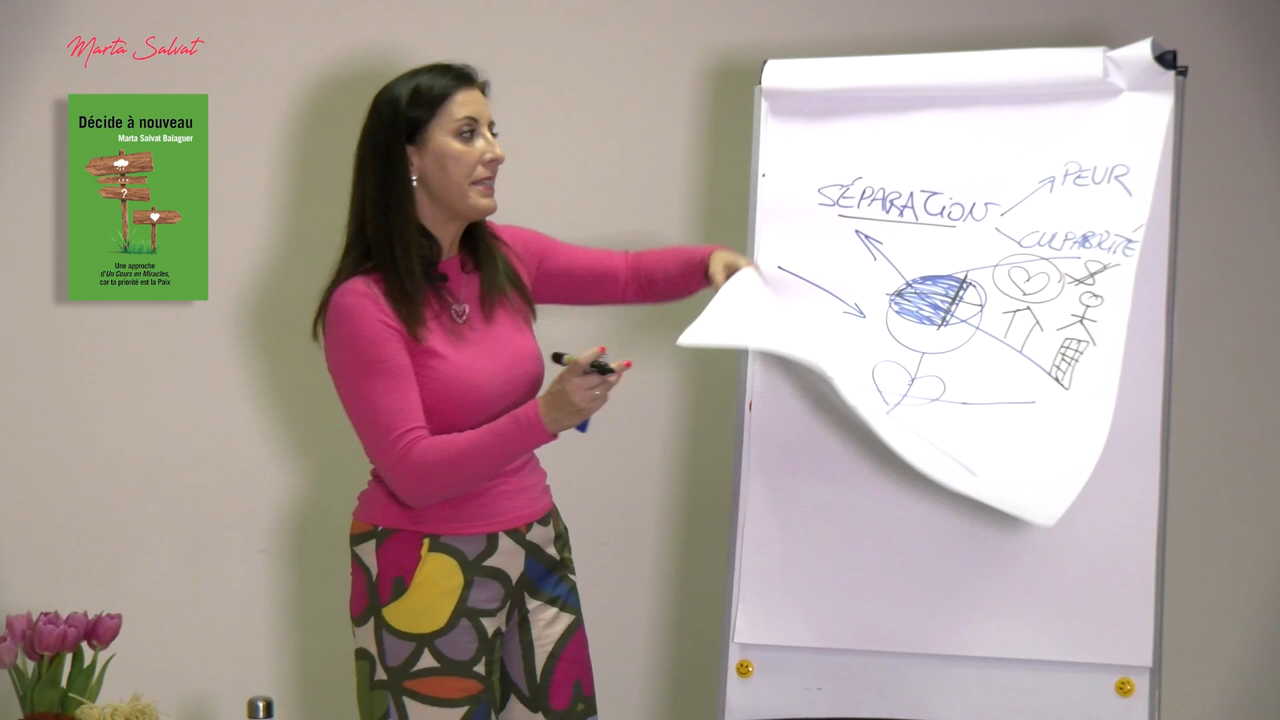 Marta Salvat
Décide à nouveau
Marta Salvat Balaguer
?
Une approche
d'Un Cours en Miracles,
car ta priorité est la Paix
SÉPARATION
PEUR
CULPABILITÉ